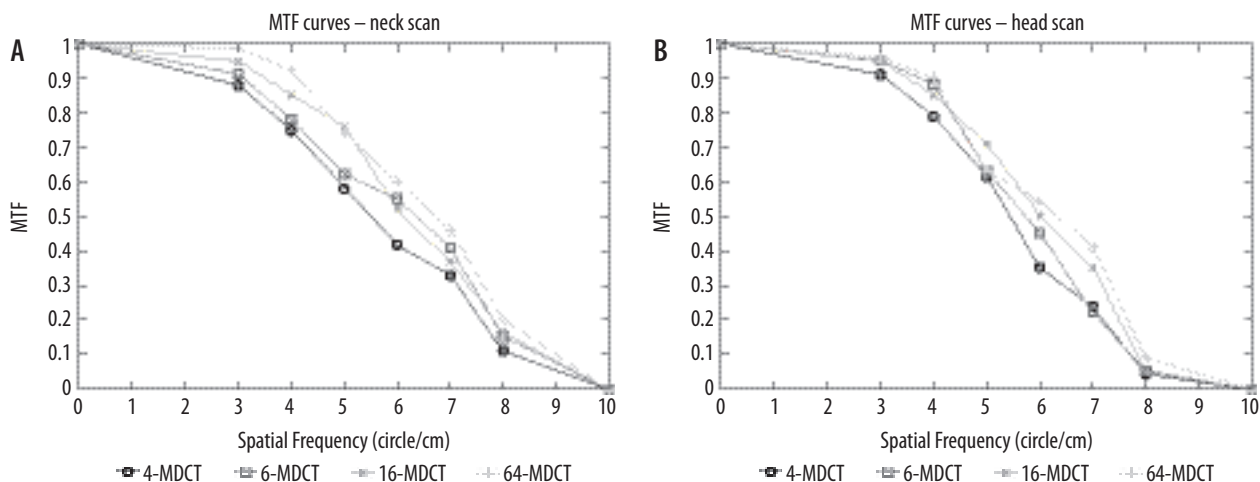 A
MTF curves – neck scan
MTF
1
0.9
0.8
0.7
0.6
0.5
0.4
0.3
0.2
0.1
0
0 1 2 3 4 5 6 7 8 9 10
Spatial Frequency (circle/cm)
4-MDCT 6-MDCT 16-MDCT 64-MDCT
B
MTF curves – head scan
MTF
1
0.9
0.8
0.7
0.6
0.5
0.4
0.3
0.2
0.1
0
0 1 2 3 4 5 6 7 8 9 10
Spatial Frequency (circle/cm)
4-MDCT 6-MDCT 16-MDCT 64-MDCT